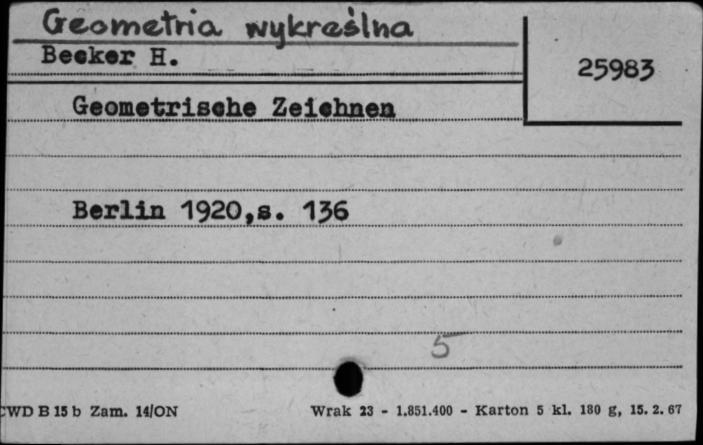 Geometria wykreślna
Becker H.
25983
Geometrische Zeichnen
Berlin 1920,s. 136
5
CWD B 15 b Zam. 14/ON
Wrak 23 - 1.851.400 - Karton 5 kl. 180 g, 15. 2. 67